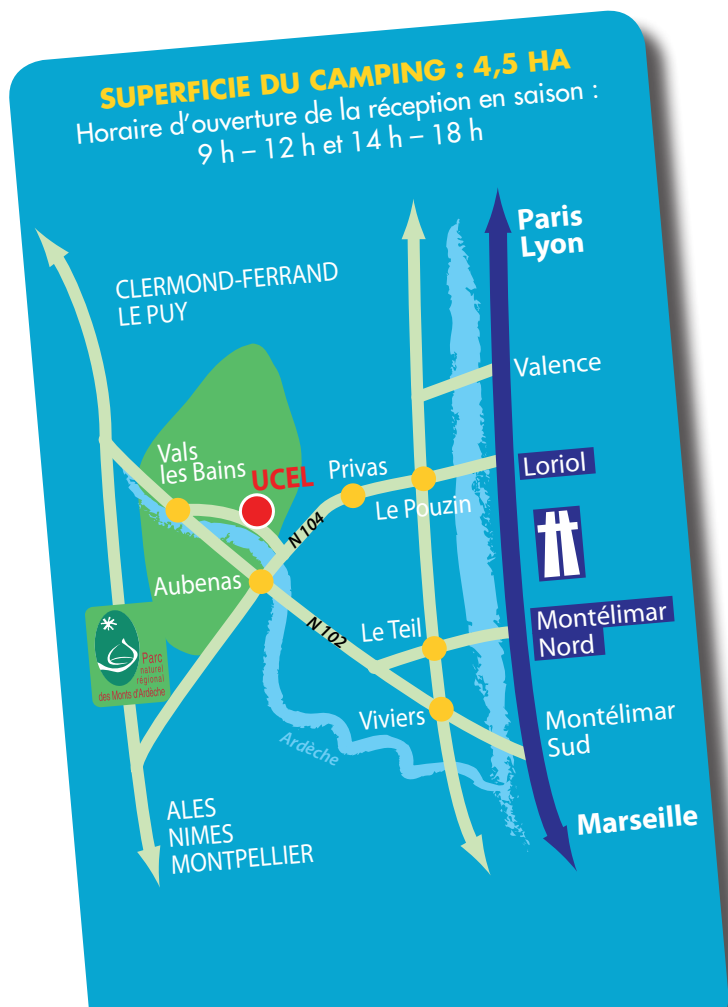 SUPERFICIE DU CAMPING : 4,5 HA
Horaire d'ouverture de la réception en saison :
9 h – 12 h et 14 h – 18 h
Paris
Lyon
CLERMOND-FERRAND
LE PUY
Valence
Vals
les Bains
UCEL
Privas
Loriol
Le Pouzin
N 104
Aubenas
N 102
Le Teil
Montélimar
Nord
Parc
naturel
régional
des Monts d'Ardèche
Viviers
Montélimar
Sud
Ardèche
ALES
NIMES
MONTPELLIER
Marseille